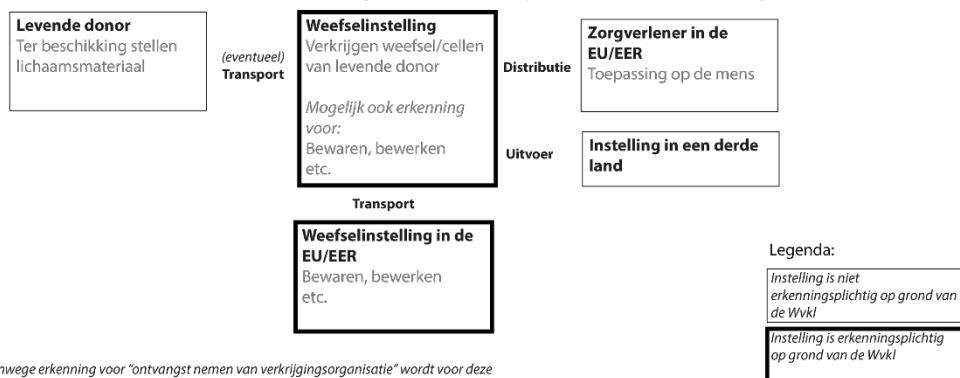 Levende donor
Ter beschikking stellen
lichaamsmateriaal
(eventueel)
Transport
Weefselinstelling
Verkrijgen weefsel/cellen
van levende donor
Mogelijk ook erkenning
voor:
Bewaren, bewerken
etc.
Distributie
Zorgverlener in de
EU/EER
Toepassing op de mens
Uitvoer
Instelling in een derde
land
Transport
Weefselinstelling in de
EU/EER
Bewaren, bewerken
etc.
Legenda:
Instelling is niet
erkenningsplichtig op grond van
de Wvkl
Instelling is erkenningsplichtig
op grond van de Wvkl
erkenning voor “ontvangst nemen van verkrijgingsorganisatie” wordt voor deze